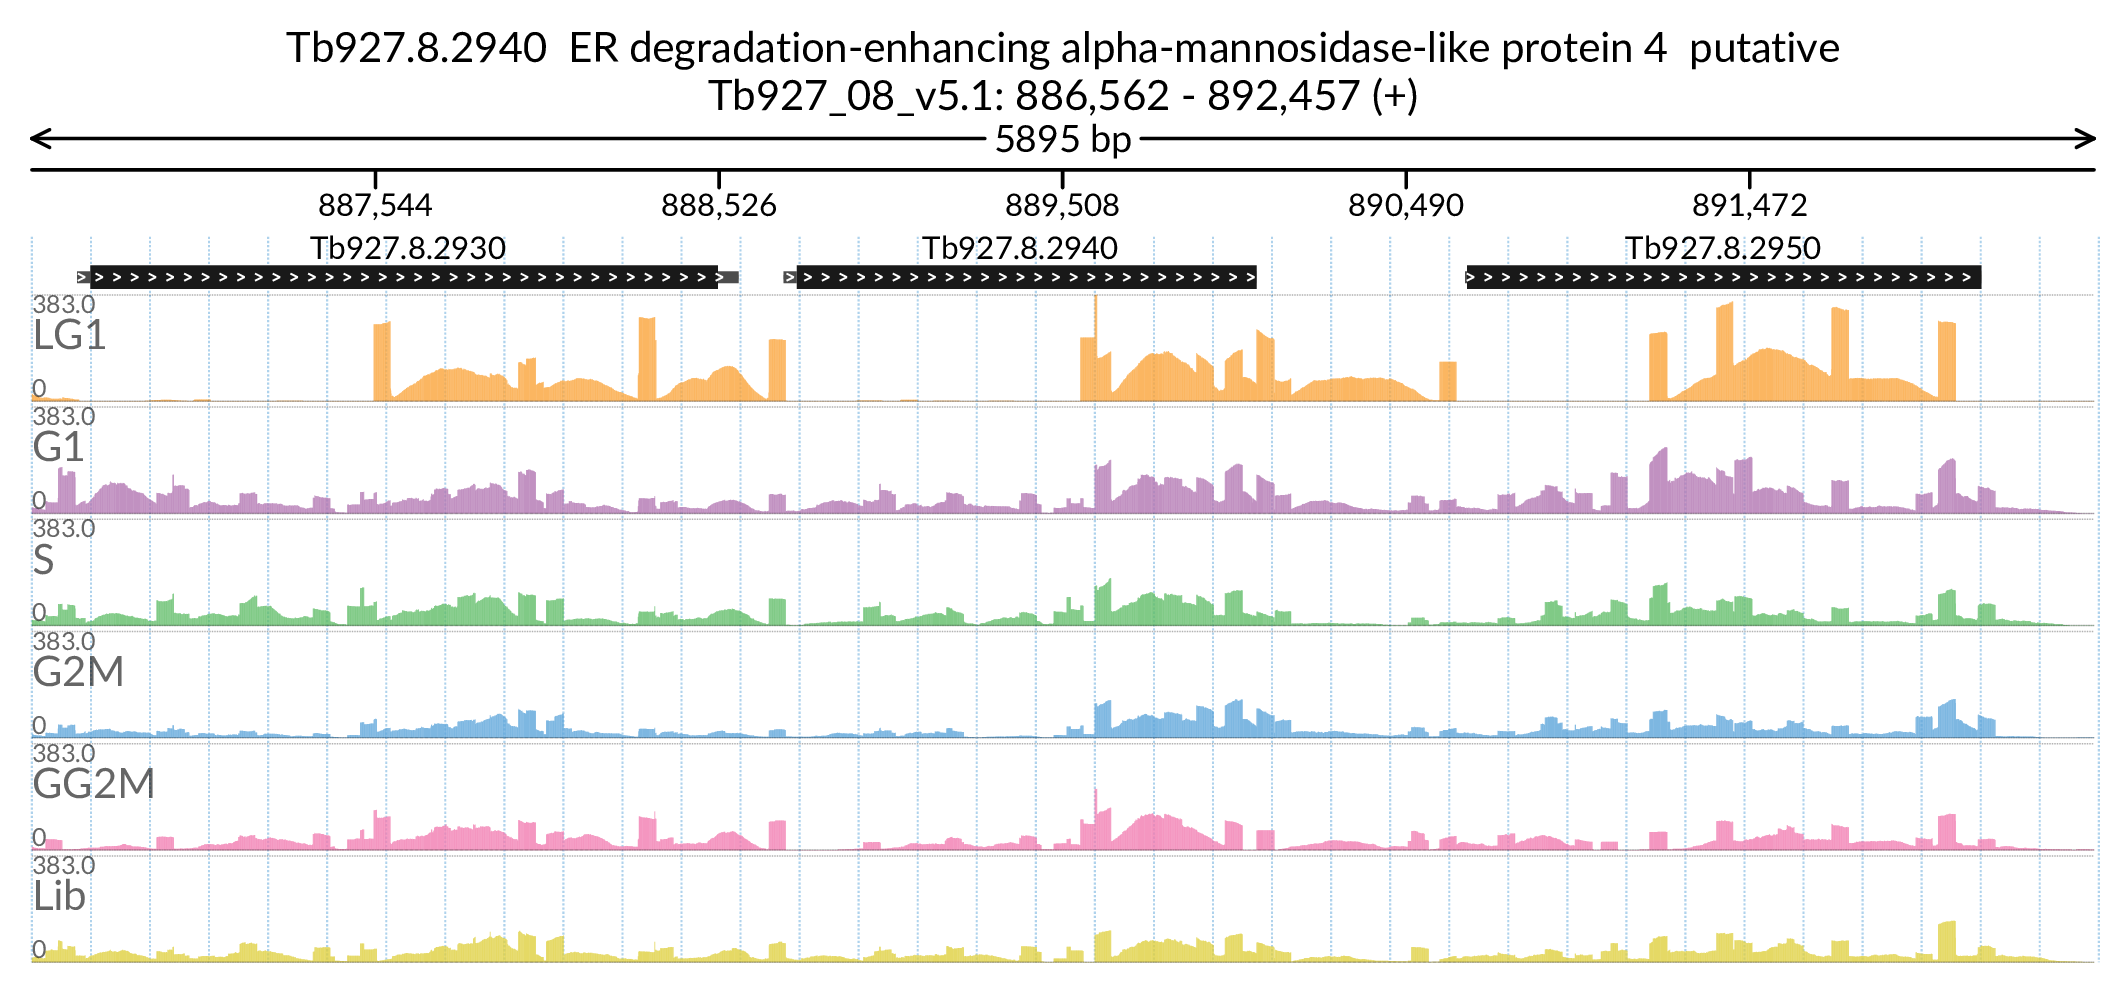 Tb927.8.2940  ER degradation-enhancing alpha-mannosidase-like protein 4  putative
Tb927_08_v5.1: 886,562 - 892,457 (+)
5895 bp
887,544 888,526 889,508 890,490 891,472
Tb927.8.2930 Tb927.8.2940 Tb927.8.2950
383.0
LG1
0
383.0
G1
0
383.0
S
0
383.0
G2M
0
383.0
GG2M
0
383.0
Lib
0